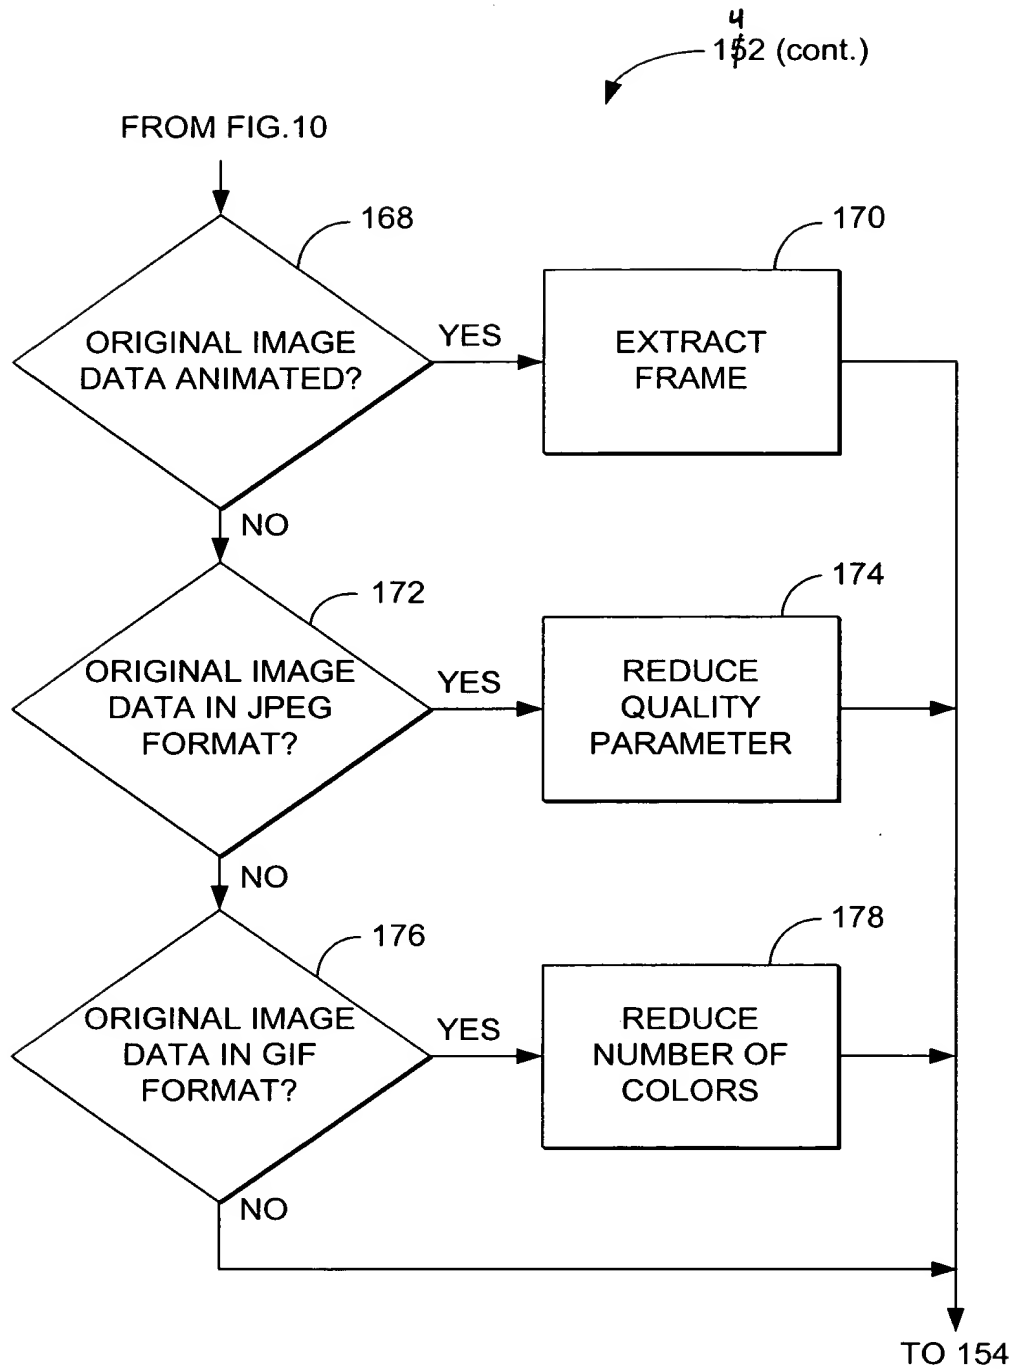 4
152 (cont.)
FROM FIG.10
168
170
ORIGINAL IMAGE
DATA ANIMATED?
YES
EXTRACT
FRAME
NO
172
174
ORIGINAL IMAGE
DATA IN JPEG
FORMAT?
YES
REDUCE
QUALITY
PARAMETER
NO
176
178
ORIGINAL IMAGE
DATA IN GIF
FORMAT?
YES
REDUCE
NUMBER OF
COLORS
NO
TO 154